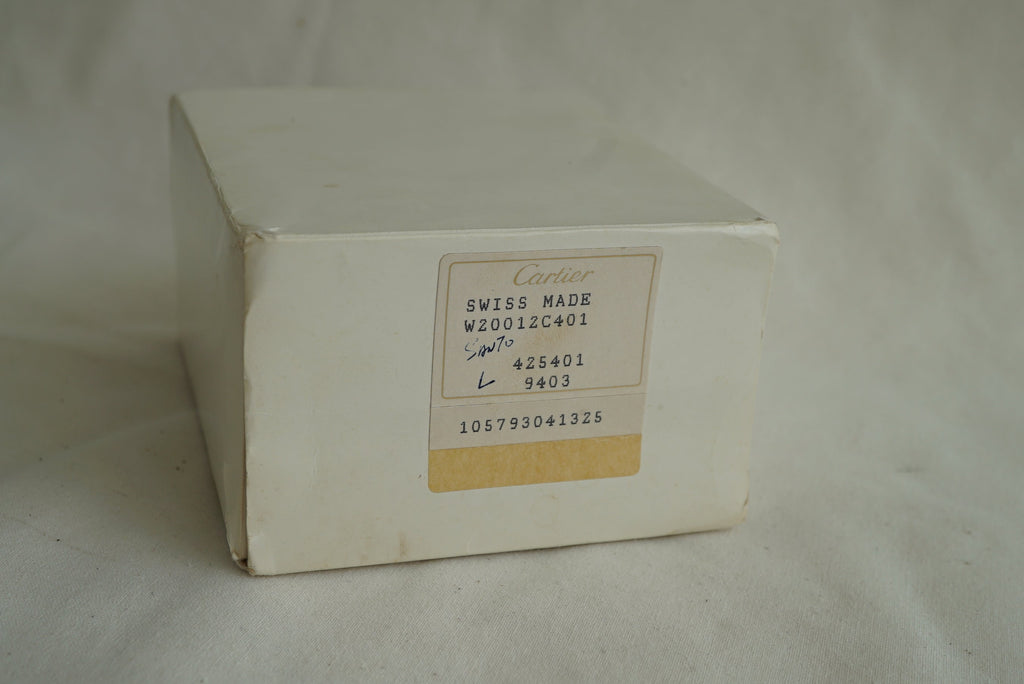 Cartier
SWISS MADE
W20012C401
SANTO
425401
L 9403
105793041325